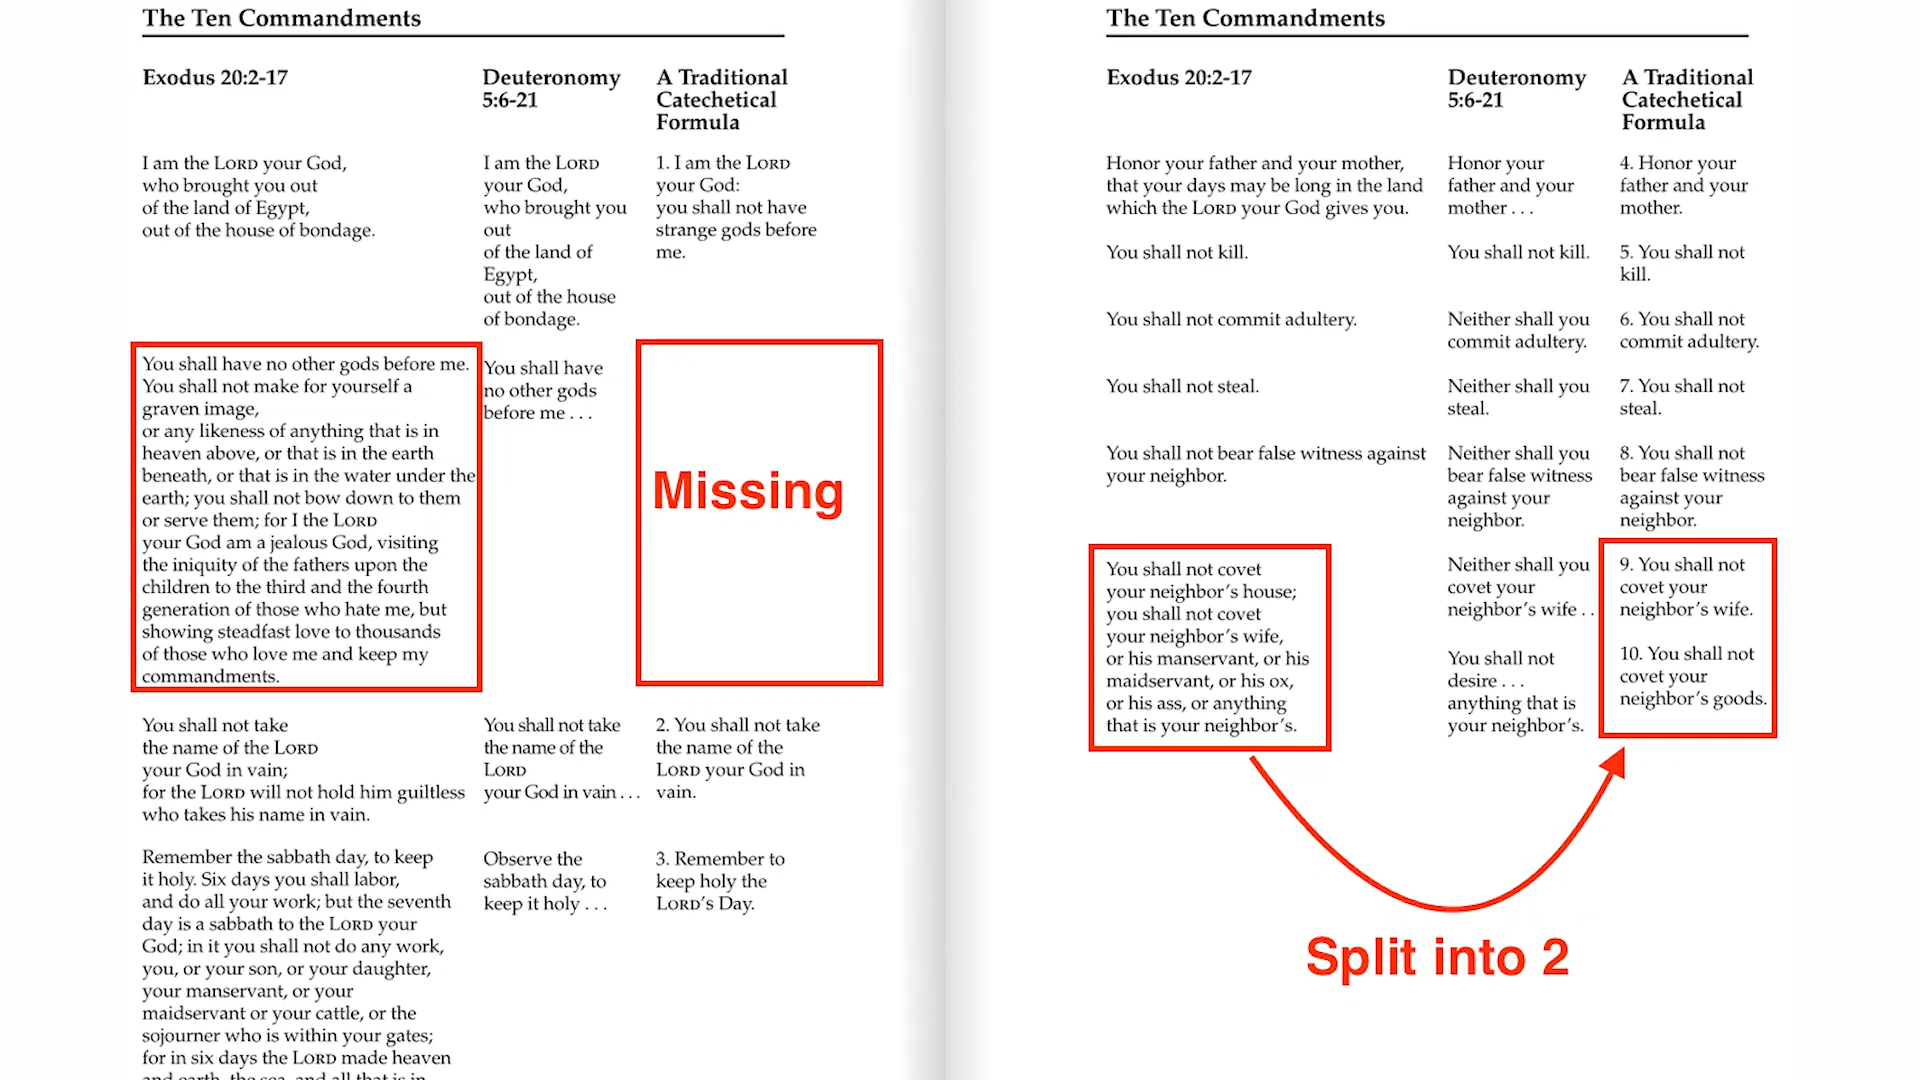 The Ten Commandments
Exodus 20:2-17
Deuteronomy
5:6-21
A Traditional
Catechetical
Formula
I am the LORD your God,
who brought you out
of the land of Egypt,
out of the house of bondage.
I am the LORD
your God,
who brought you
out
of the land of
Egypt,
out of the house
of bondage.
1. I am the LORD
your God:
you shall not have
strange gods before
me.
You shall have no other gods before me.
You shall not make for yourself a
graven image,
or any likeness of anything that is in
heaven above, or that is in the earth
beneath, or that is in the water under the
earth; you shall not bow down to them
or serve them; for I the LORD
your God am a jealous God, visiting
the iniquity of the fathers upon the
children to the third and the fourth
generation of those who hate me, but
showing steadfast love to thousands
of those who love me and keep my
commandments.
You shall have
no other gods
before me . . .
Missing
You shall not take
the name of the LORD
your God in vain;
for the LORD will not hold him guiltless
who takes his name in vain.
You shall not take
the name of the
LORD
your God in vain . . .
2. You shall not take
the name of the
LORD your God in
vain.
Remember the sabbath day, to keep
it holy. Six days you shall labor,
and do all your work; but the seventh
day is a sabbath to the LORD your
God; in it you shall not do any work,
you, or your son, or your daughter,
your manservant, or your
maidservant or your cattle, or the
sojourner who is within your gates;
for in six days the LORD made heaven
and earth, the sea, and all that is in
Observe the
sabbath day, to
keep it holy . . .
3. Remember to
keep holy the
LORD's Day.
The Ten Commandments
Exodus 20:2-17
Deuteronomy
5:6-21
A Traditional
Catechetical
Formula
Honor your father and your mother,
that your days may be long in the land
which the LORD your God gives you.
Honor your
father and your
mother . . .
4. Honor your
father and your
mother.
You shall not kill.
You shall not kill.
5. You shall not
kill.
You shall not commit adultery.
Neither shall you
commit adultery.
6. You shall not
commit adultery.
You shall not steal.
Neither shall you
steal.
7. You shall not
steal.
You shall not bear false witness against
your neighbor.
Neither shall you
bear false witness
against your
neighbor.
8. You shall not
bear false witness
against your
neighbor.
You shall not covet
your neighbor's house;
you shall not covet
your neighbor's wife,
or his manservant, or his
maidservant, or his ox,
or his ass, or anything
that is your neighbor's.
Neither shall you
covet your
neighbor's wife . .
You shall not
desire . . .
anything that is
your neighbor's.
9. You shall not
covet your
neighbor's wife.
10. You shall not
covet your
neighbor's goods.
Split into 2